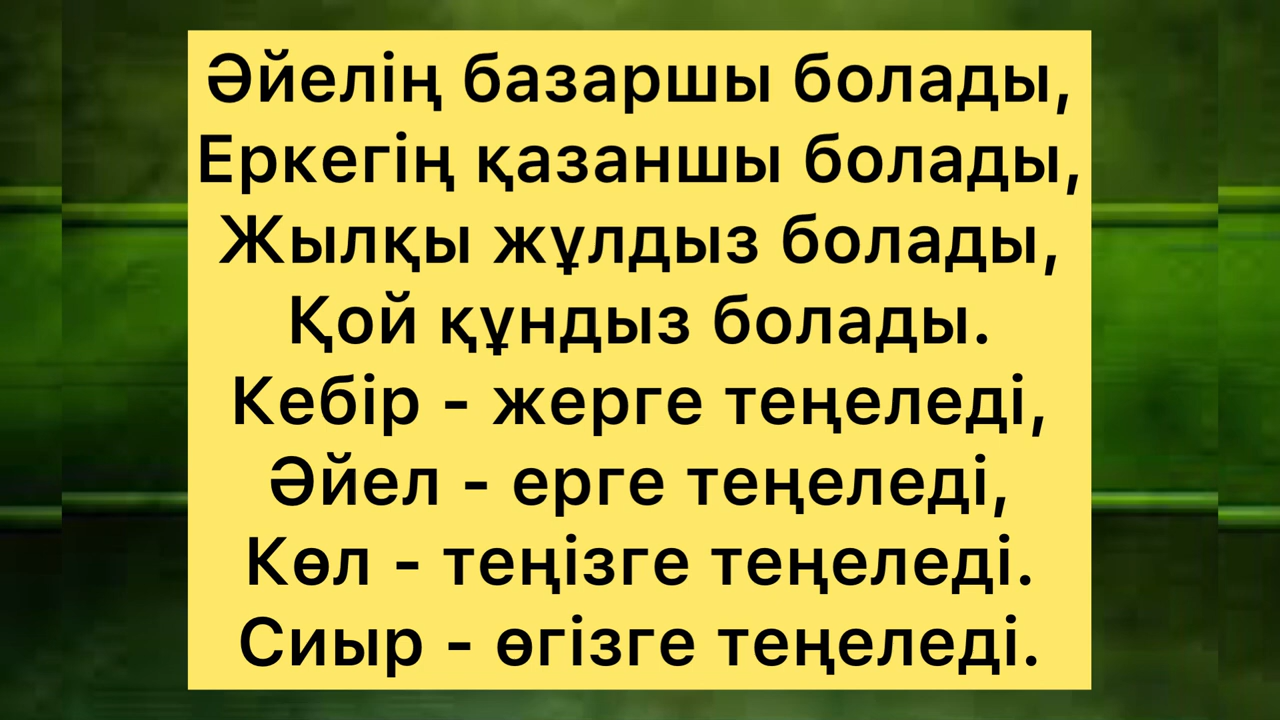 Әйелің базаршы болады,
Еркегің қазаншы болады,
Жылқы жұлдыз болады,
Қой құндыз болады.
Кебір - жерге теңеледі,
Әйел - ерге теңеледі,
Көл - теңізге теңеледі.
Сиыр - өгізге теңеледі.